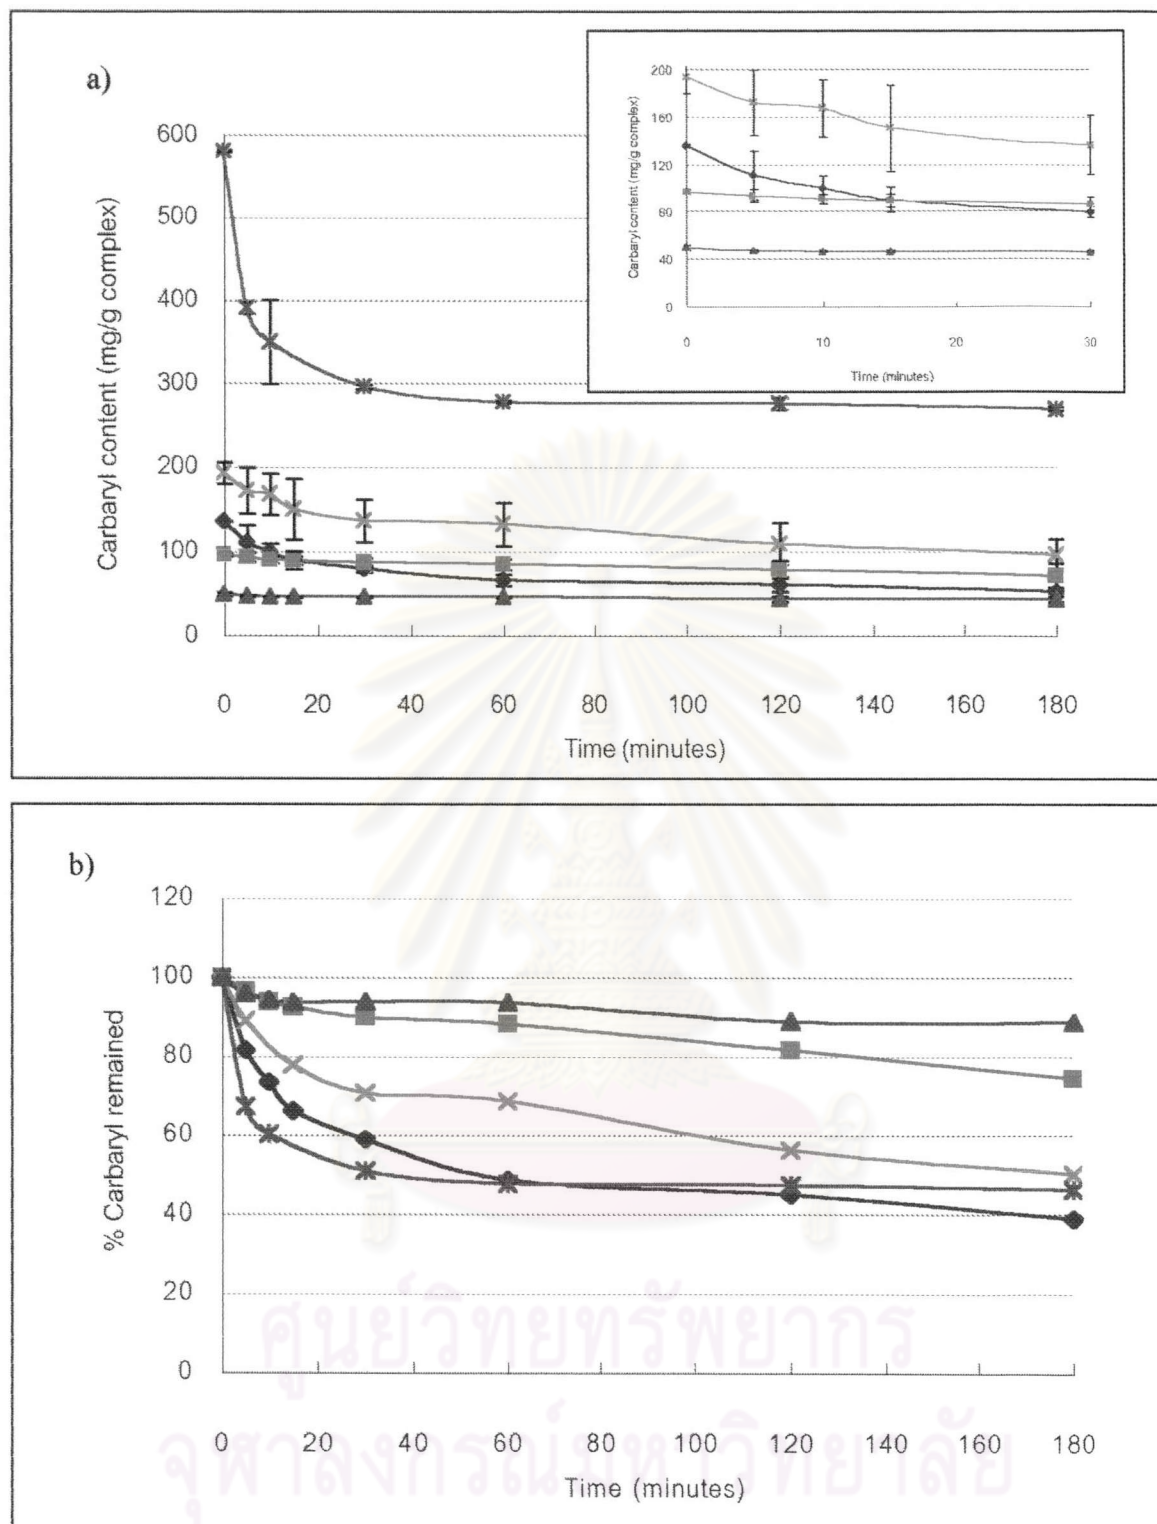 a)
600
500
400
300
200
100
0
Carbaryl content (mg/g complex)
0 20 40 60 80 100 120 140 160 180
Time (minutes)
200
160
120
80
40
0
Carbaryl content (mg/g complex)
0 10 20 30
Time (minutes)
b)
120
100
80
60
40
20
0
% Carbaryl remained
0 20 40 60 80 100 120 140 160 180
Time (minutes)
ศูนย์วิทยทรัพยากร
จุฬาลงกรณ์มหาวิทยาลัย